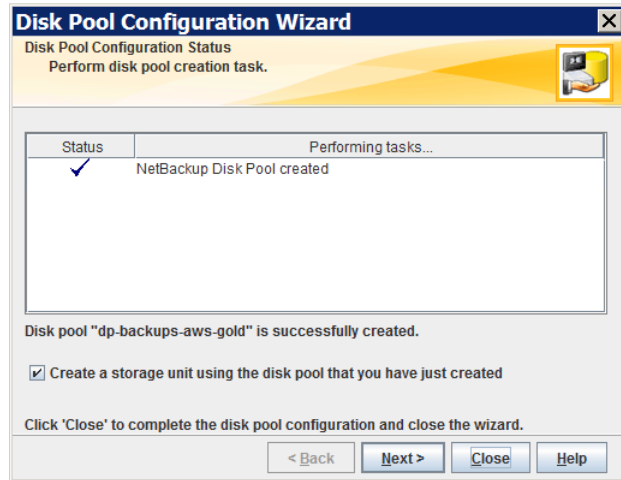 Disk Pool Configuration Wizard
Disk Pool Configuration Status
Perform disk pool creation task.
Status Performing tasks...
NetBackup Disk Pool created
Disk pool "dp-backups-aws-gold" is successfully created.
Create a storage unit using the disk pool that you have just created
Click 'Close' to complete the disk pool configuration and close the wizard.
< Back Next > Close Help